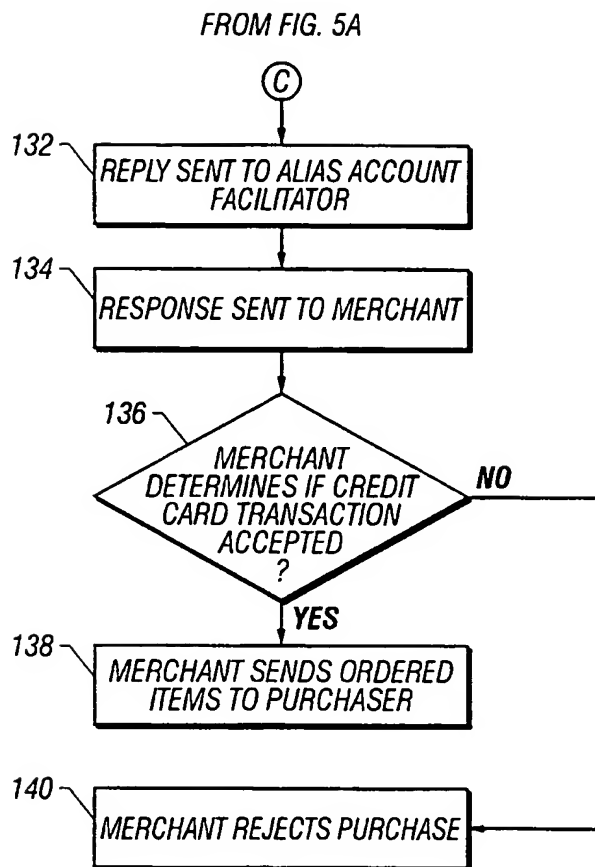 FROM FIG. 5A
C
132
REPLY SENT TO ALIAS ACCOUNT
FACILITATOR
134
RESPONSE SENT TO MERCHANT
136
MERCHANT
DETERMINES IF CREDIT
CARD TRANSACTION
ACCEPTED
?
NO
YES
138
MERCHANT SENDS ORDERED
ITEMS TO PURCHASER
140
MERCHANT REJECTS PURCHASE